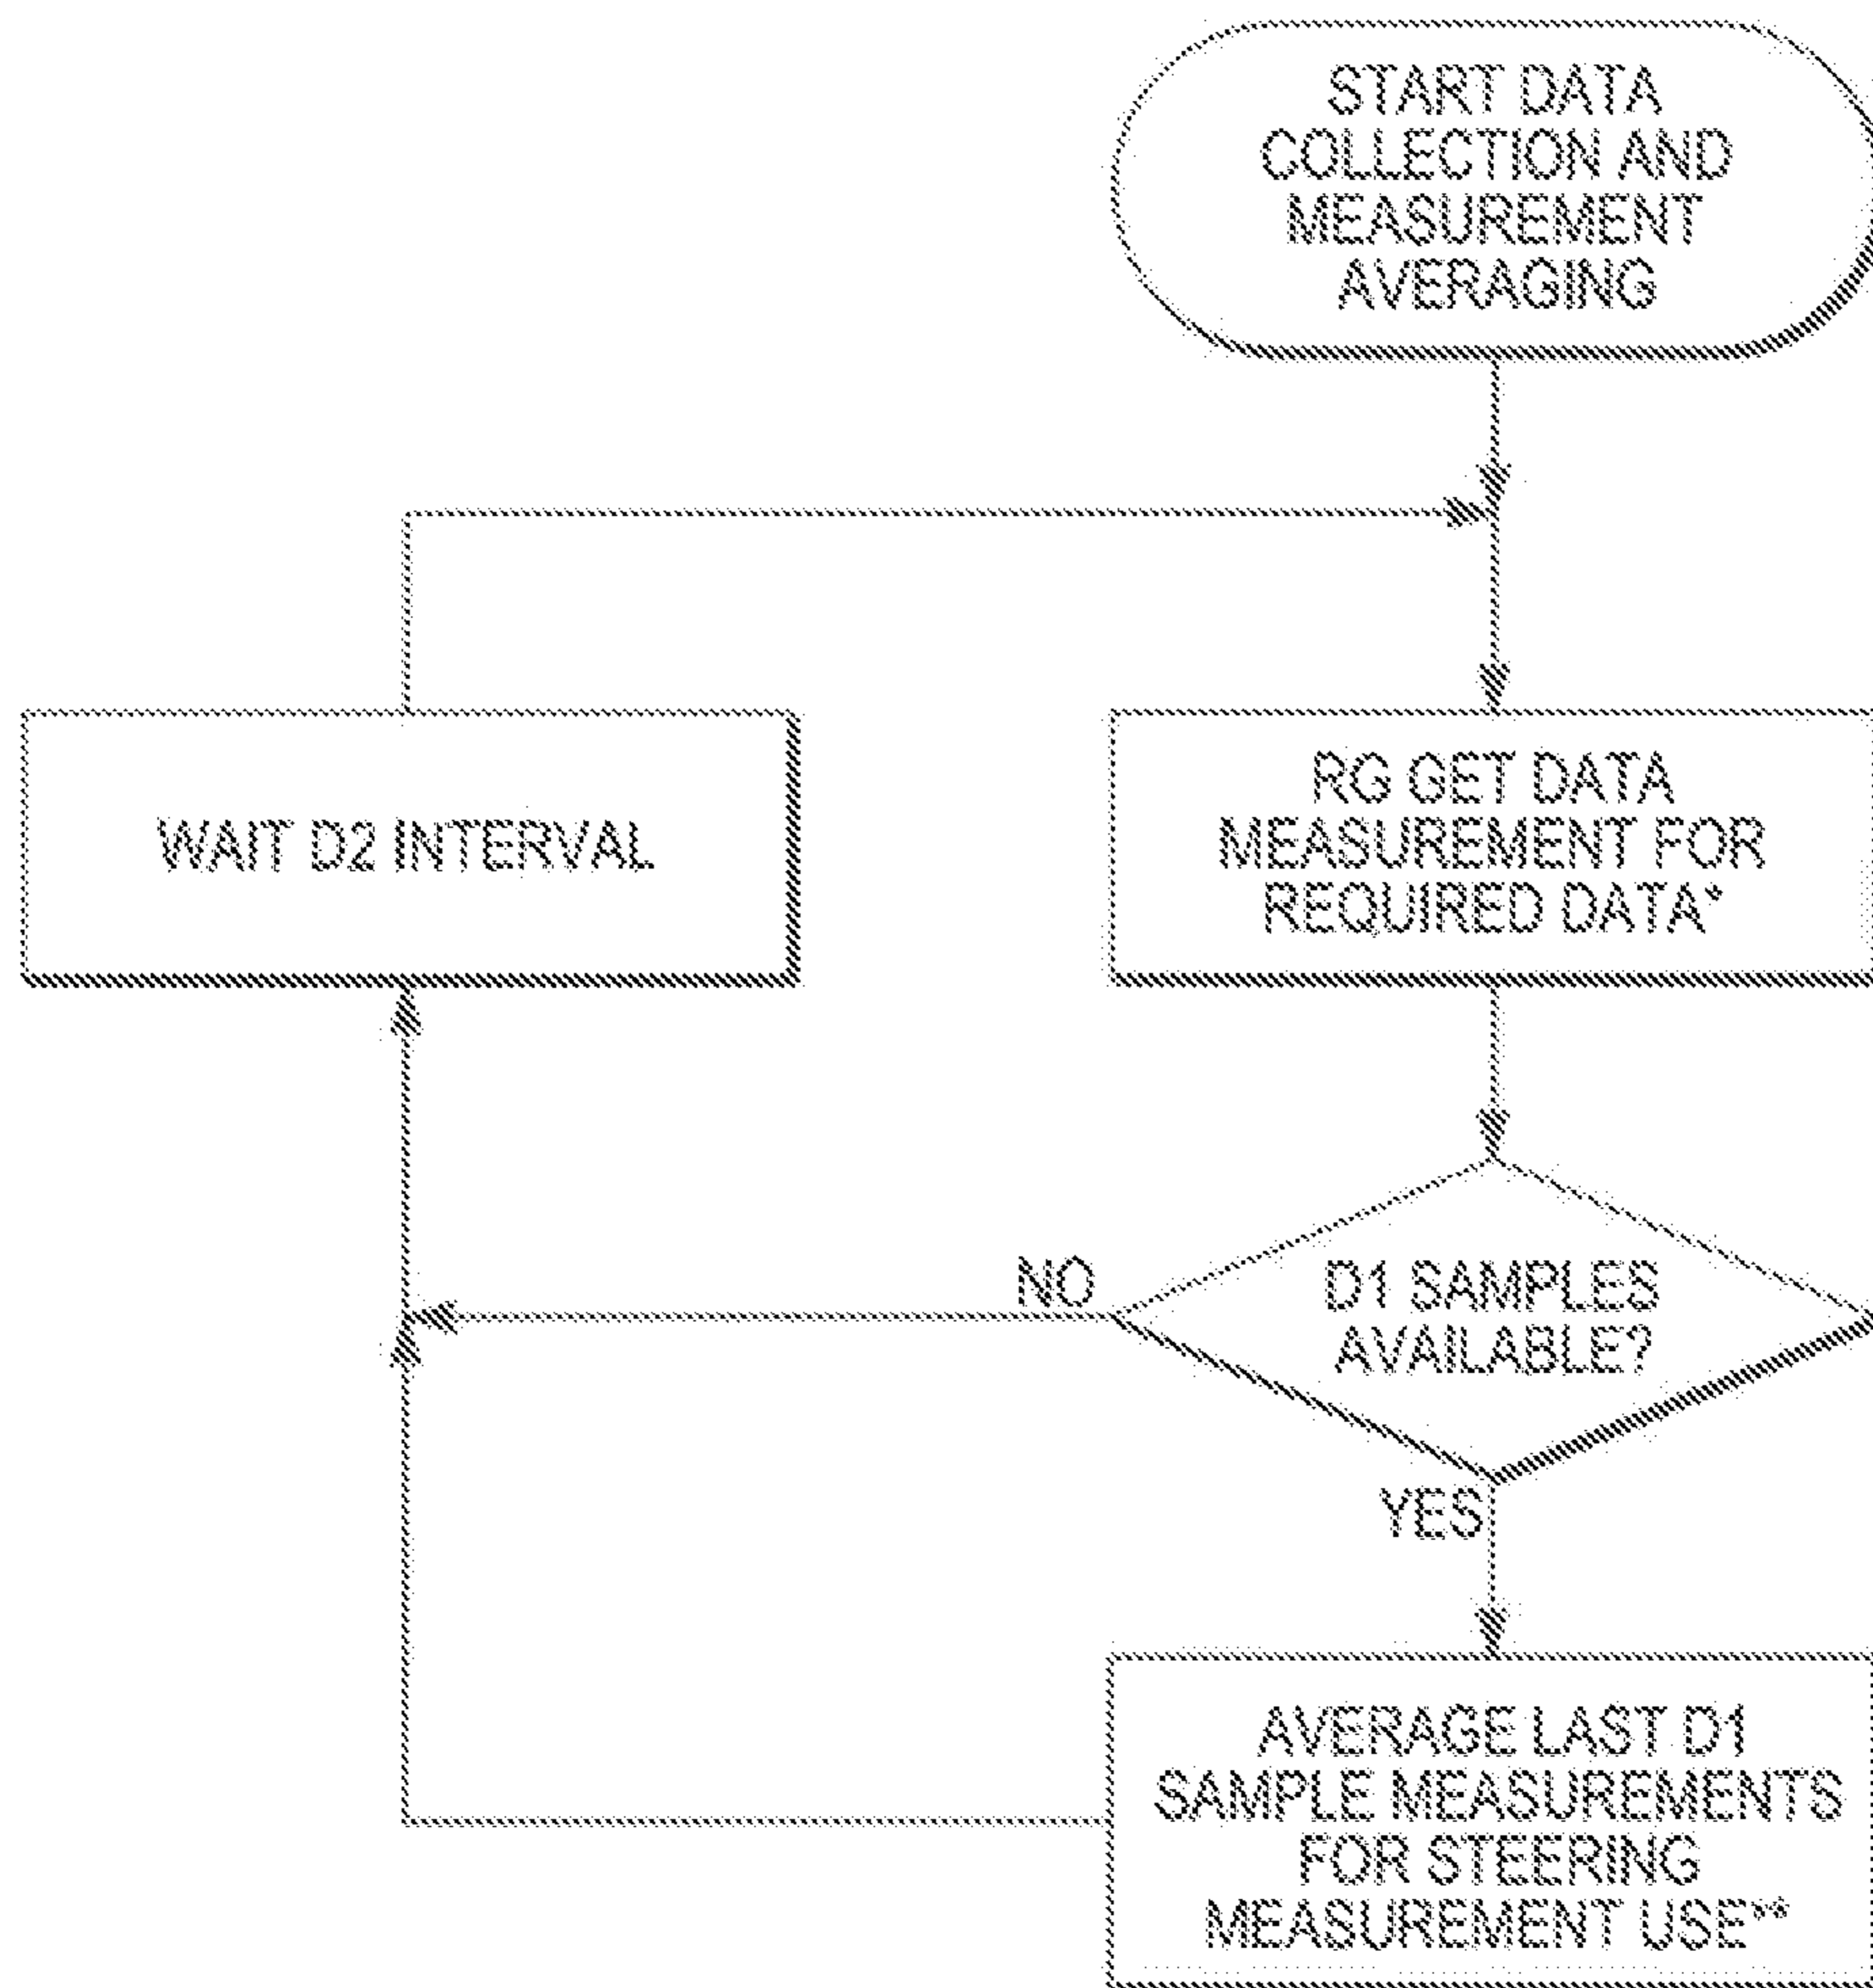 START DATA
COLLECTION AND
MEASUREMENT
AVERAGING
WAIT D2 INTERVAL
RG GET DATA
MEASUREMENT FOR
REQUIRED DATA*
NO
D1 SAMPLES
AVAILABLE?
YES
AVERAGE LAST D1
SAMPLE MEASUREMENTS
FOR STEERING
MEASUREMENT USE**